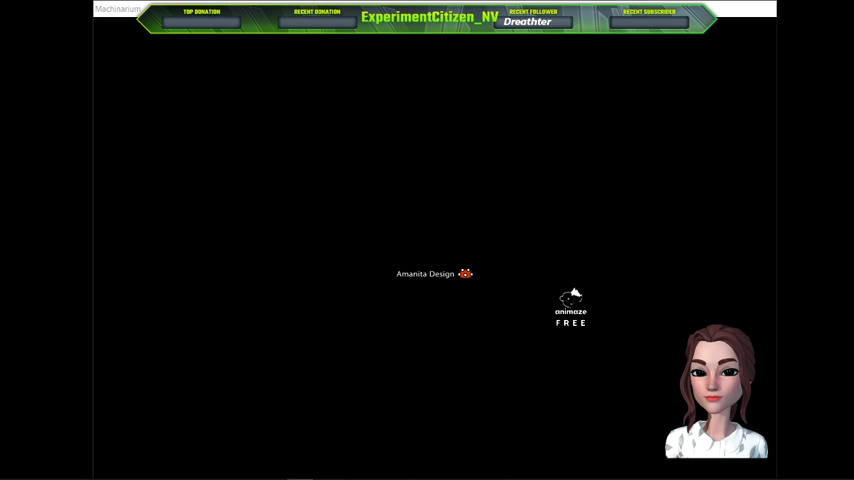 Machinarium
TOP DONATION
RECENT DONATION
ExperimentCitizen_NV
RECENT FOLLOWER
Dreathter
RECENT SUBSCRIBER
Amanita Design
animaze
FREE